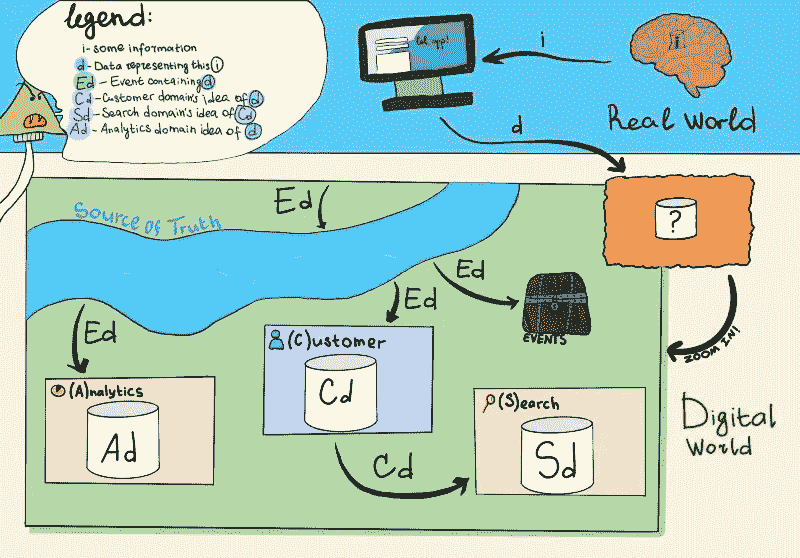 legend:
i - some information
d - Data representing this i
Ed - Event containing d
Cd - Customer domain's idea of d
Sd - Search domain's idea of Cd
Ad - Analytics domain idea of d
i
i
Real World
d
?
Source of Truth
Ed
Ed
Ed
Ed
EVENTS
ZOOM IN!
(A)nalytics
Ad
(C)ustomer
Cd
(S)earch
Sd
Cd
Digital
World